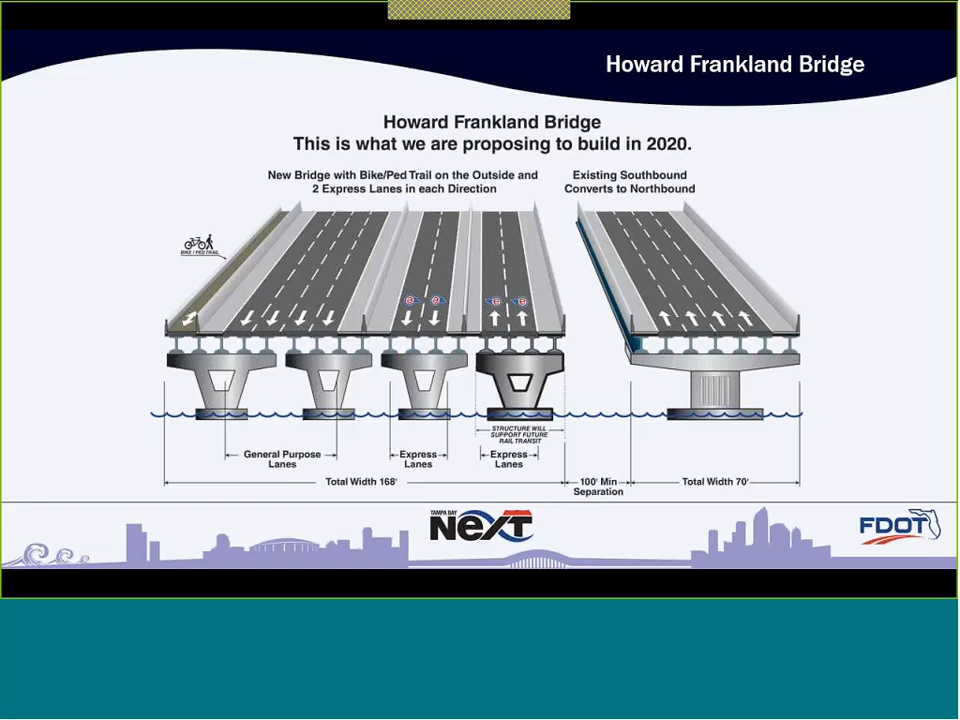 Howard Frankland Bridge
Howard Frankland Bridge
This is what we are proposing to build in 2020.
New Bridge with Bike/Ped Trail on the Outside and
2 Express Lanes in each Direction
Existing Southbound
Converts to Northbound
BIKE / PED TRAIL
e e e e
STRUCTURE WILL
SUPPORT FUTURE
RAIL TRANSIT
General Purpose
Lanes
Express
Lanes
Express
Lanes
Total Width 168'
100' Min
Separation
Total Width 70'
TAMPA BAY
NEXT
FDOT